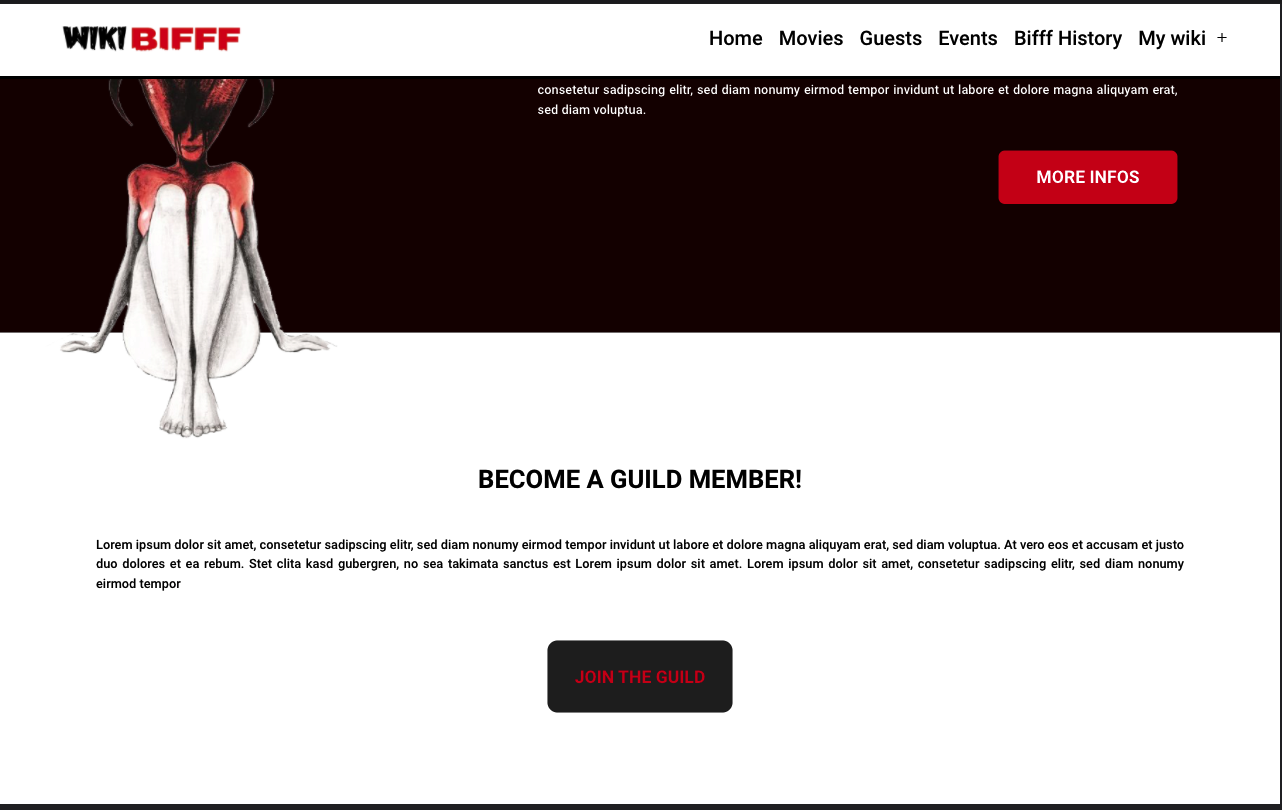 WIKI BIFFF Home Movies Guests Events Bifff History My wiki +
consetetur sadipscing elitr, sed diam nonumy eirmod tempor invidunt ut labore et dolore magna aliquyam erat,
sed diam voluptua.
MORE INFOS
BECOME A GUILD MEMBER!
Lorem ipsum dolor sit amet, consetetur sadipscing elitr, sed diam nonumy eirmod tempor invidunt ut labore et dolore magna aliquyam erat, sed diam voluptua. At vero eos et accusam et justo
duo dolores et ea rebum. Stet clita kasd gubergren, no sea takimata sanctus est Lorem ipsum dolor sit amet. Lorem ipsum dolor sit amet, consetetur sadipscing elitr, sed diam nonumy
eirmod tempor
JOIN THE GUILD